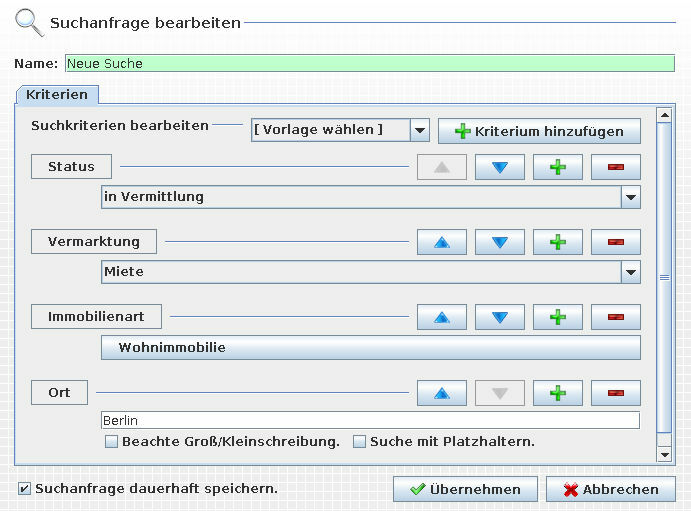 Suchanfrage bearbeiten
Name: Neue Suche
Kriterien
Suchkriterien bearbeiten [ Vorlage wählen ] Kriterium hinzufügen
Status
in Vermittlung
Vermarktung
Miete
Immobilienart
Wohnimmobilie
Ort
Berlin
Beachte Groß/Kleinschreibung. Suche mit Platzhaltern.
Suchanfrage dauerhaft speichern. Übernehmen Abbrechen